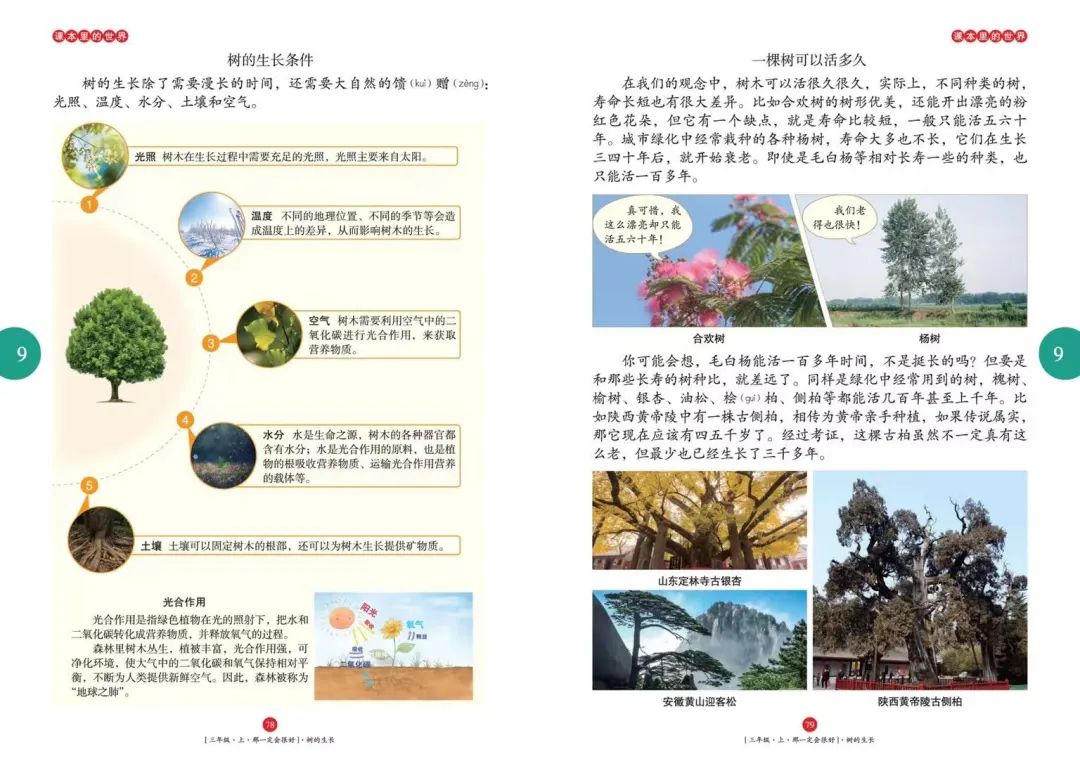 课本里的世界
树的生长条件
树的生长除了需要漫长的时间，还需要大自然的馈（kuì）赠（zèng）：
光照、温度、水分、土壤和空气。
光照 树木在生长过程中需要充足的光照，光照主要来自太阳。
1
温度 不同的地理位置、不同的季节等会造
成温度上的差异，从而影响树木的生长。
2
空气 树木需要利用空气中的二
氧化碳进行光合作用，来获取
营养物质。
3
9
4
水分 水是生命之源，树木的各种器官都
含有水分；水是光合作用的原料，也是植
物的根吸收营养物质、运输光合作用营养
的载体等。
5
土壤 土壤可以固定树木的根部，还可以为树木生长提供矿物质。
光合作用
光合作用是指绿色植物在光的照射下，把水和
二氧化碳转化成营养物质，并释放氧气的过程。
森林里树木丛生，植被丰富，光合作用强，可
净化环境，使大气中的二氧化碳和氧气保持相对平
衡，不断为人类提供新鲜空气。因此，森林被称为
“地球之肺”。
阳光
吸收
氧气
释放
吸收
二氧化碳
78
［三年级·上·那一定会很好］·树的生长
课本里的世界
一棵树可以活多久
在我们的观念中，树木可以活很久很久，实际上，不同种类的树，
寿命长短也有很大差异。比如合欢树的树形优美，还能开出漂亮的粉
红色花朵，但它有一个缺点，就是寿命比较短，一般只能活五六十
年。城市绿化中经常栽种的各种杨树，寿命大多也不长，它们在生长
三四十年后，就开始衰老。即使是毛白杨等相对长寿一些的种类，也
只能活一百多年。
真可惜，我
这么漂亮却只能
活五六十年！
我们老
得也很快！
合欢树
杨树
9
你可能会想，毛白杨能活一百多年时间，不是挺长的吗？但要是
和那些长寿的树种比，就差远了。同样是绿化中经常用到的树，槐树、
榆树、银杏、油松、桧（guì）柏、侧柏等都能活几百年甚至上千年。比
如陕西黄帝陵中有一株古侧柏，相传为黄帝亲手种植，如果传说属实，
那它现在应该有四五千岁了。经过考证，这棵古柏虽然不一定真有这
么老，但最少也已经生长了三千多年。
山东定林寺古银杏
安徽黄山迎客松
陕西黄帝陵古侧柏
79
［三年级·上·那一定会很好］·树的生长